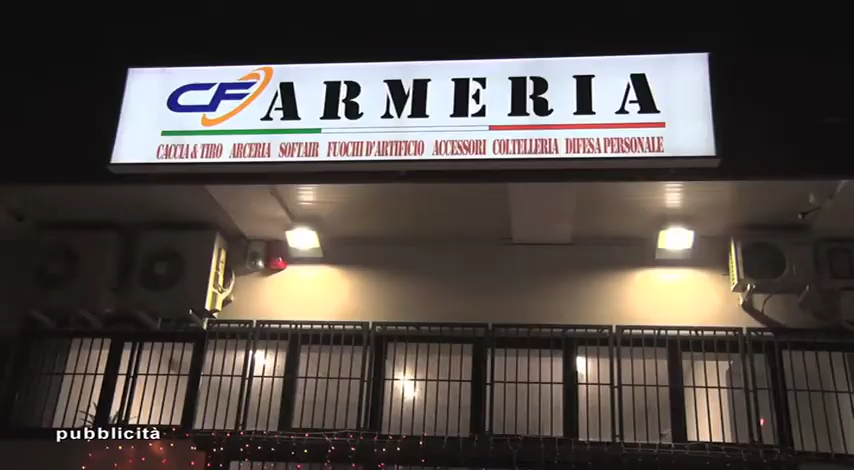 CF ARMERIA
CACCIA & TIRO ARCERIA SOFTAIR FUOCHI D'ARTIFICIO ACCESSORI COLTELLERIA DIFESA PERSONALE
pubblicità